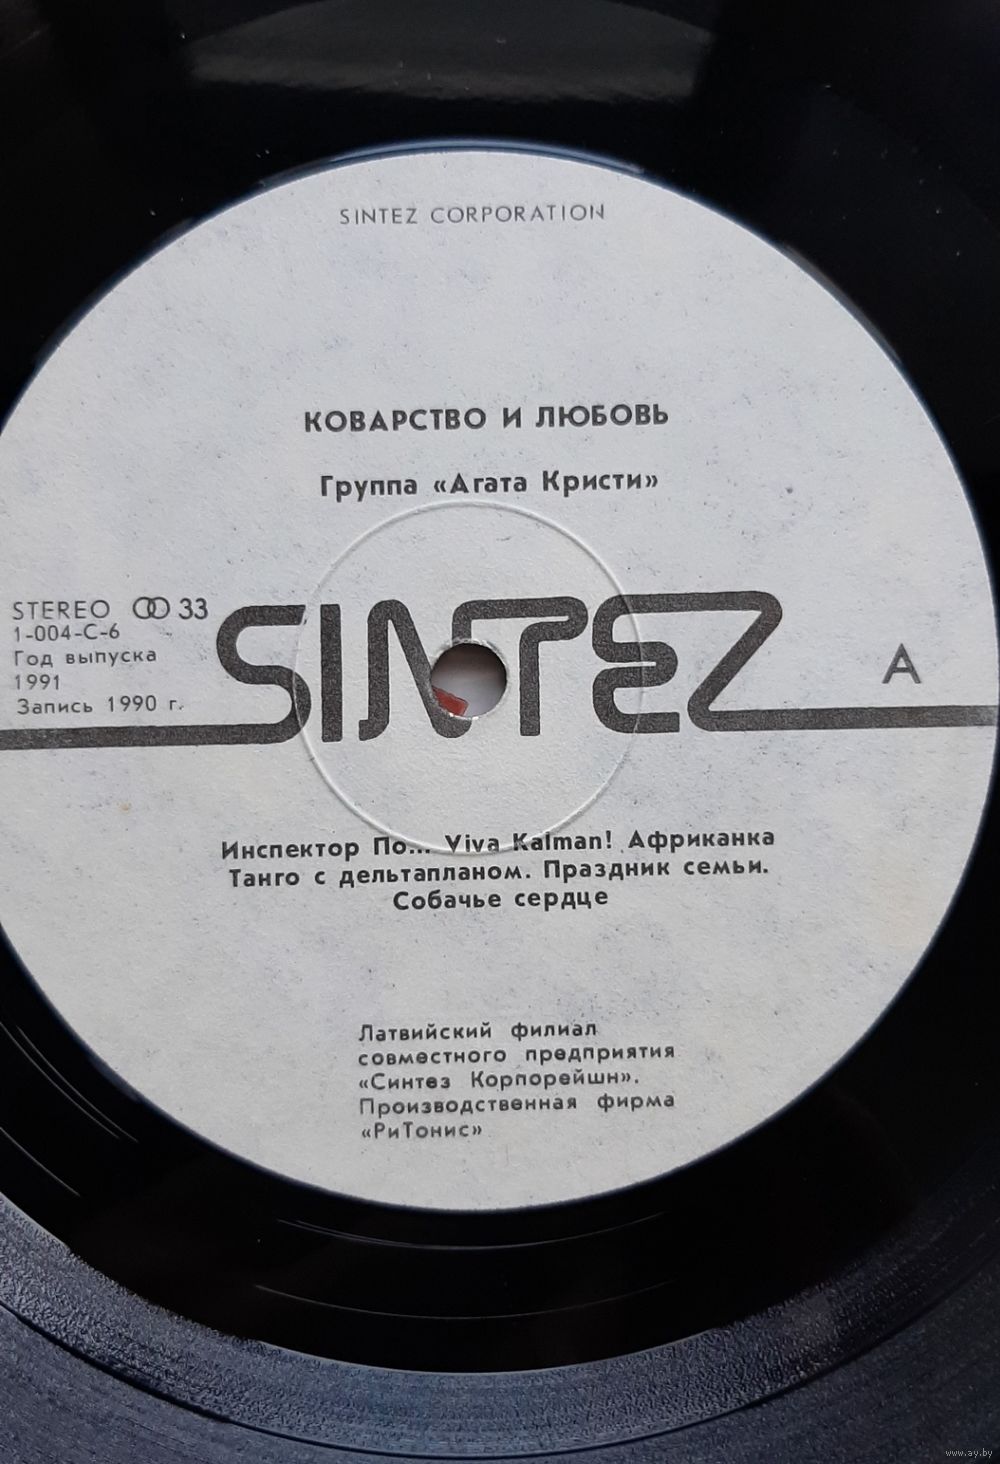 SINTEZ CORPORATION
КОВАРСТВО И ЛЮБОВЬ
Группа «Агата Кристи»
STEREO 33
1-004-С-6
Год выпуска
1991
Запись 1990 г.
SINTEZ
A
Инспектор По... Viva Kalman! Африканка
Танго с дельтапланом. Праздник семьи.
Собачье сердце
Латвийский филиал
совместного предприятия
«Синтез Корпорейшн».
Производственная фирма
«РиТонис»
www.ay.by